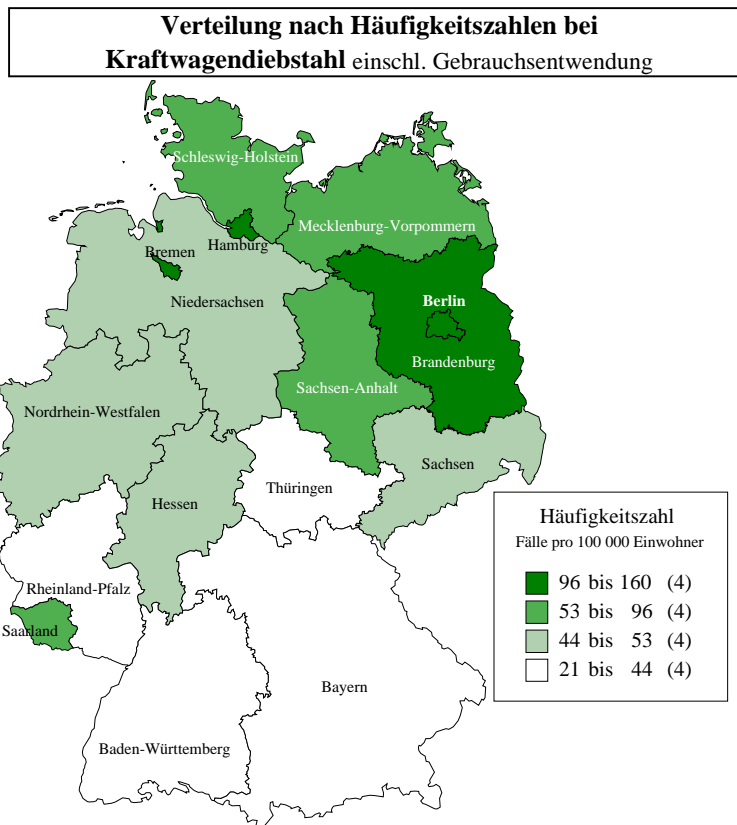 Verteilung nach Häufigkeitszahlen bei
Kraftwagendiebstahl einschl. Gebrauchsentwendung
Schleswig-Holstein
Mecklenburg-Vorpommern
Hamburg
Bremen
Niedersachsen
Berlin
Brandenburg
Sachsen-Anhalt
Nordrhein-Westfalen
Sachsen
Thüringen
Hessen
Rheinland-Pfalz
Saarland
Bayern
Baden-Württemberg
Häufigkeitszahl
Fälle pro 100 000 Einwohner
96 bis 160 (4)
53 bis 96 (4)
44 bis 53 (4)
21 bis 44 (4)